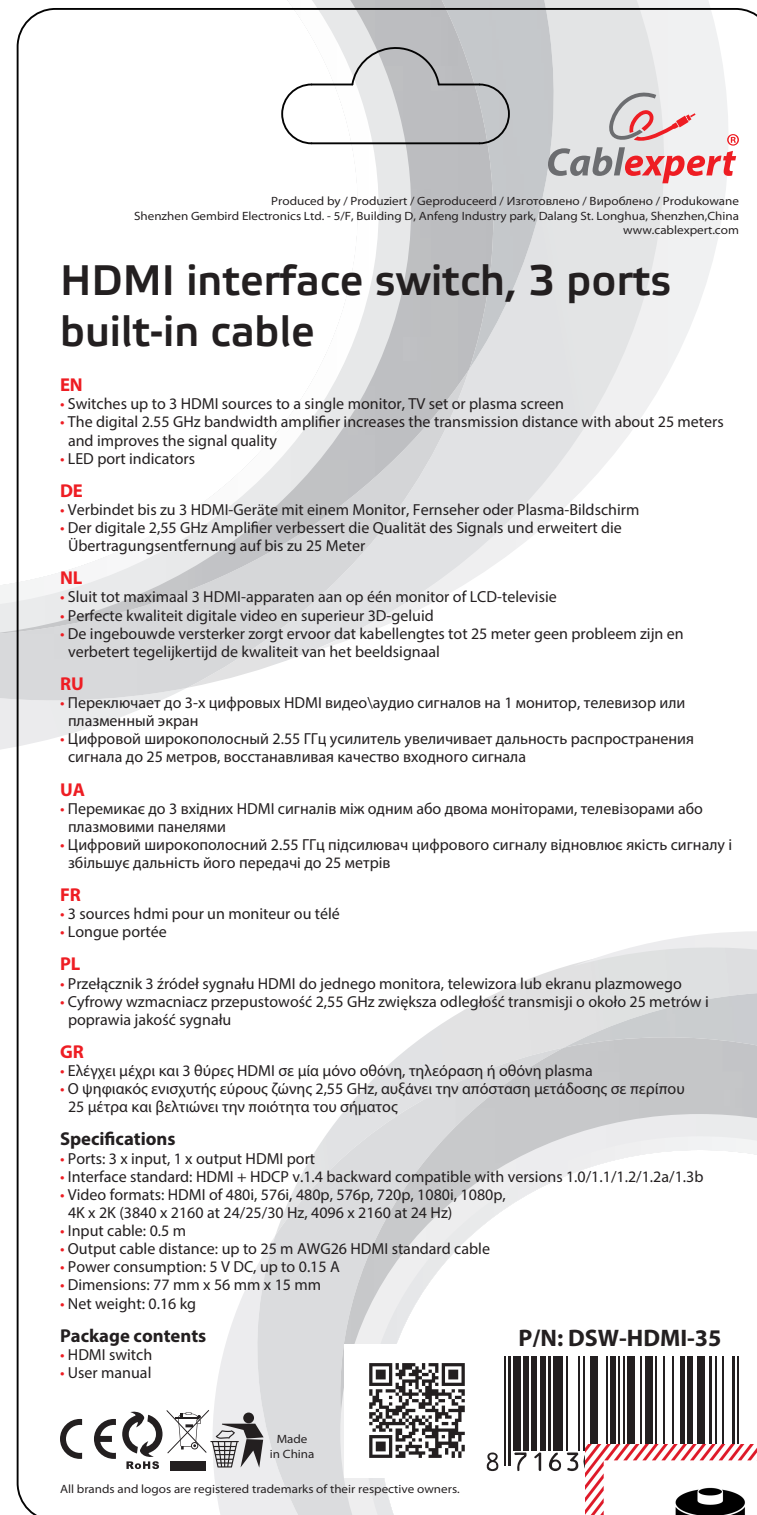 Cablexpert®
Produced by / Produziert / Geproduceerd / Изготовлено / Вироблено / Produkowane
Shenzhen Gembird Electronics Ltd. - 5/F, Building D, Anfeng Industry park, Dalang St. Longhua, Shenzhen,China
www.cablexpert.com
HDMI interface switch, 3 ports
built-in cable
EN
• Switches up to 3 HDMI sources to a single monitor, TV set or plasma screen
• The digital 2.55 GHz bandwidth amplifier increases the transmission distance with about 25 meters
and improves the signal quality
• LED port indicators
DE
• Verbindet bis zu 3 HDMI-Geräte mit einem Monitor, Fernseher oder Plasma-Bildschirm
• Der digitale 2,55 GHz Amplifier verbessert die Qualität des Signals und erweitert die
Übertragungsentfernung auf bis zu 25 Meter
NL
• Sluit tot maximaal 3 HDMI-apparaten aan op één monitor of LCD-televisie
• Perfecte kwaliteit digitale video en superieur 3D-geluid
• De ingebouwde versterker zorgt ervoor dat kabellengtes tot 25 meter geen probleem zijn en
verbetert tegelijkertijd de kwaliteit van het beeldsignaal
RU
• Переключает до 3-х цифровых HDMI видео\аудио сигналов на 1 монитор, телевизор или
плазменный экран
• Цифровой широкополосный 2.55 ГГц усилитель увеличивает дальность распространения
сигнала до 25 метров, восстанавливая качество входного сигнала
UA
• Перемикає до 3 вхідних HDMI сигналів між одним або двома моніторами, телевізорами або
плазмовими панелями
• Цифровий широкополосний 2.55 ГГц підсилювач цифрового сигналу відновлює якість сигналу і
збільшує дальність його передачі до 25 метрів
FR
• 3 sources hdmi pour un moniteur ou télé
• Longue portée
PL
• Przełącznik 3 źródeł sygnału HDMI do jednego monitora, telewizora lub ekranu plazmowego
• Cyfrowy wzmacniacz przepustowość 2,55 GHz zwiększa odległość transmisji o około 25 metrów i
poprawia jakość sygnału
GR
• Ελέγχει μέχρι και 3 θύρες HDMI σε μία μόνο οθόνη, τηλεόραση ή οθόνη plasma
• Ο ψηφιακός ενισχυτής εύρους ζώνης 2,55 GHz, αυξάνει την απόσταση μετάδοσης σε περίπου
25 μέτρα και βελτιώνει την ποιότητα του σήματος
Specifications
• Ports: 3 x input, 1 x output HDMI port
• Interface standard: HDMI + HDCP v.1.4 backward compatible with versions 1.0/1.1/1.2/1.2a/1.3b
• Video formats: HDMI of 480i, 576i, 480p, 576p, 720p, 1080i, 1080p,
4K x 2K (3840 x 2160 at 24/25/30 Hz, 4096 x 2160 at 24 Hz)
• Input cable: 0.5 m
• Output cable distance: up to 25 m AWG26 HDMI standard cable
• Power consumption: 5 V DC, up to 0.15 A
• Dimensions: 77 mm x 56 mm x 15 mm
• Net weight: 0.16 kg
Package contents
• HDMI switch
• User manual
P/N: DSW-HDMI-35
8 7163
CE
RoHS
Made
in China
All brands and logos are registered trademarks of their respective owners.